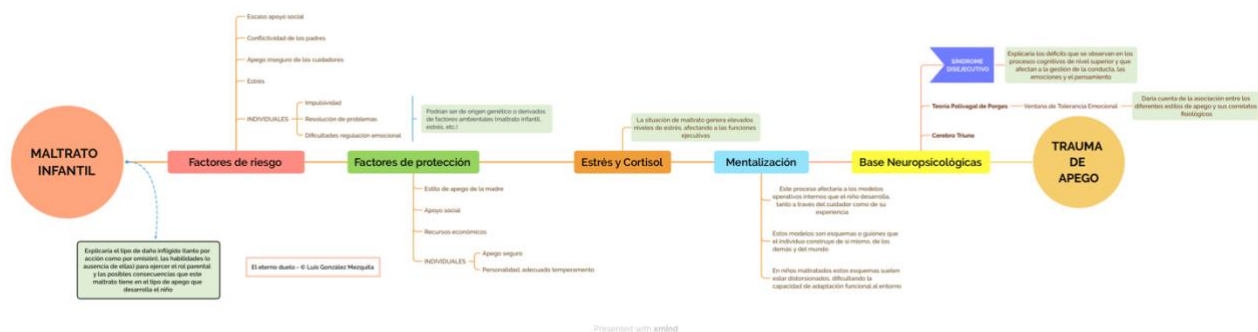 MALTRATO
INFANTIL
Explicaría el tipo de daño infligido (tanto por
acción como por omisión), las habilidades (o
ausencia de ellas) para ejercer el rol parental
y las posibles consecuencias que este
maltrato tiene en el tipo de apego que
desarrolla el niño
Factores de riesgo
Escaso apoyo social
Conflictividad de los padres
Apego inseguro de los cuidadores
Estrés
INDIVIDUALES
Impulsividad
Resolución de problemas
Dificultades regulación emocional
Podrían ser de origen genético o derivados
de factores ambientales (maltrato infantil,
estrés, etc.)
Factores de protección
Estilo de apego de la madre
Apoyo social
Recursos económicos
INDIVIDUALES
Apego seguro
Personalidad, adecuado temperamento
El eterno duelo - © Luis González Mezquita
Estrés y Cortisol
La situación de maltrato genera elevados
niveles de estrés, afectando a las funciones
ejecutivas
Mentalización
Este proceso afectaría a los modelos
operativos internos que el niño desarrolla,
tanto a través del cuidador como de su
experiencia
Estos modelos son esquemas o guiones que
el individuo construye de sí mismo, de los
demás y del mundo
En niños maltratados estos esquemas suelen
estar distorsionados, dificultando la
capacidad de adaptación funcional al entorno
Base Neuropsicológicas
SÍNDROME
DISEJECUTIVO
Explicaría los déficits que se observan en los
procesos cognitivos de nivel superior y que
afectan a la gestión de la conducta, las
emociones y el pensamiento
Teoría Polivagal de Porges
Ventana de Tolerancia Emocional
Daría cuenta de la asociación entre los
diferentes estilos de apego y sus correlatos
fisiológicos
Cerebro Triuno
TRAUMA
DE
APEGO
Presented with xmind